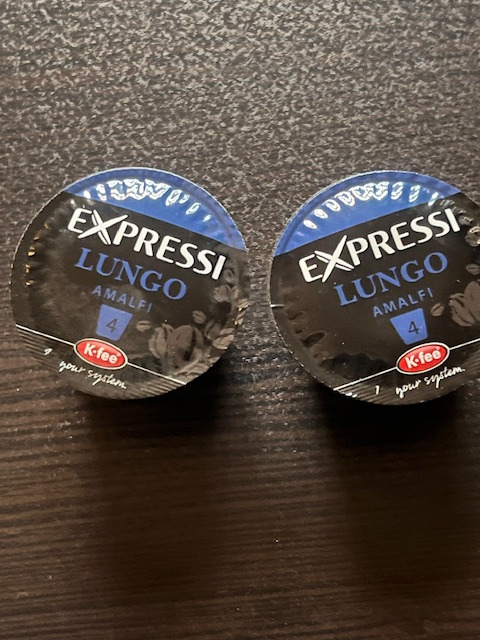 EXPRESSI
LUNGO
AMALFI
4
K-fee
your system.
EXPRESSI
LUNGO
AMALFI
4
K-fee
your system.